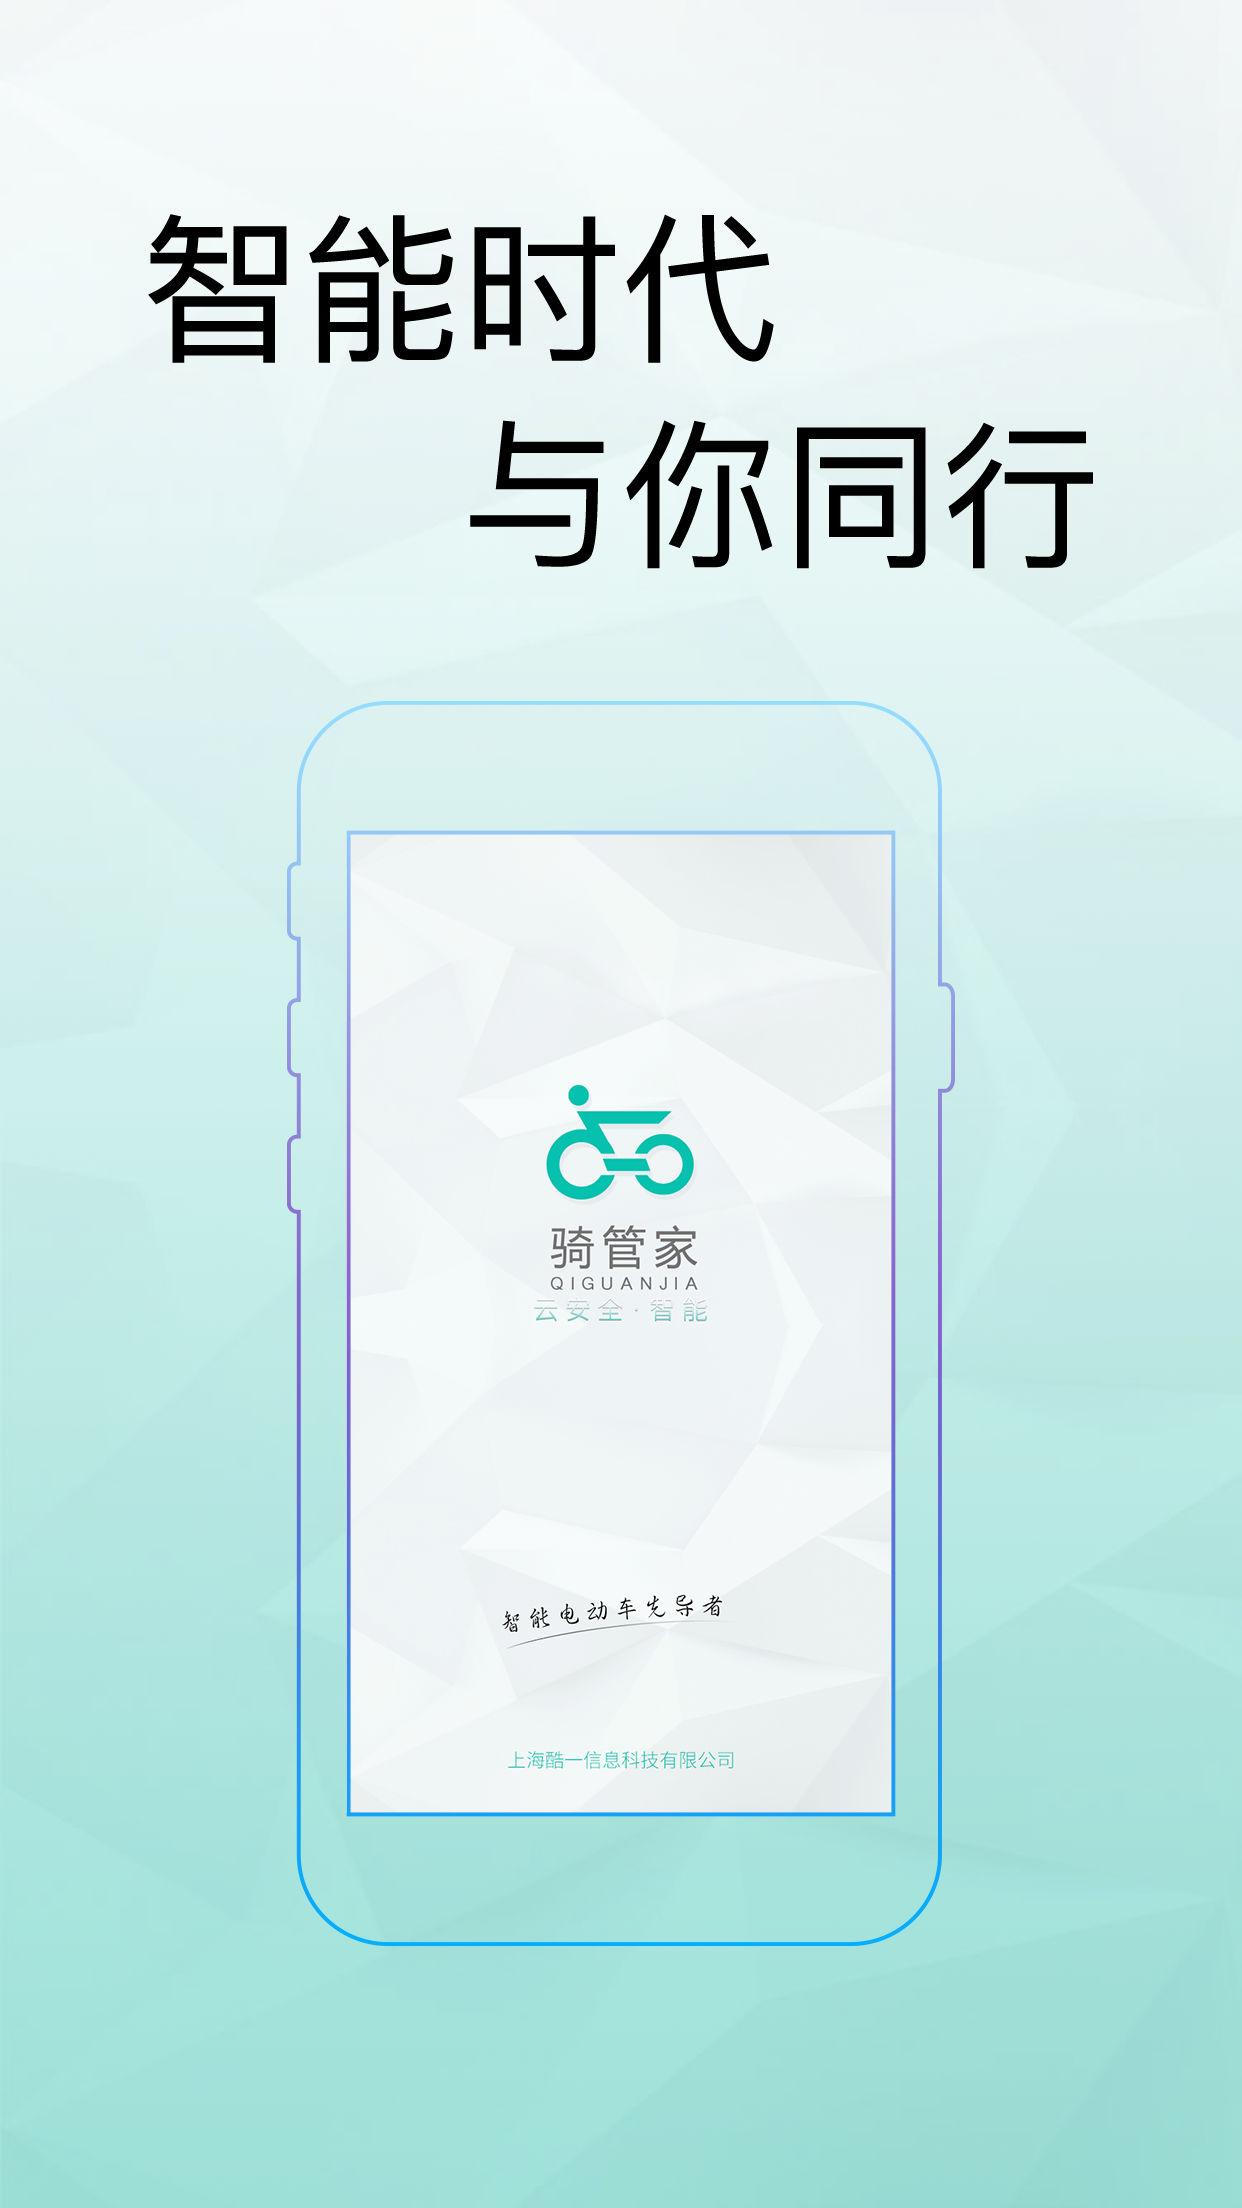 智能时代
与你同行
骑管家
QIGUANJIA
云安全·智能
智能电动车先导者
上海酷一信息科技有限公司